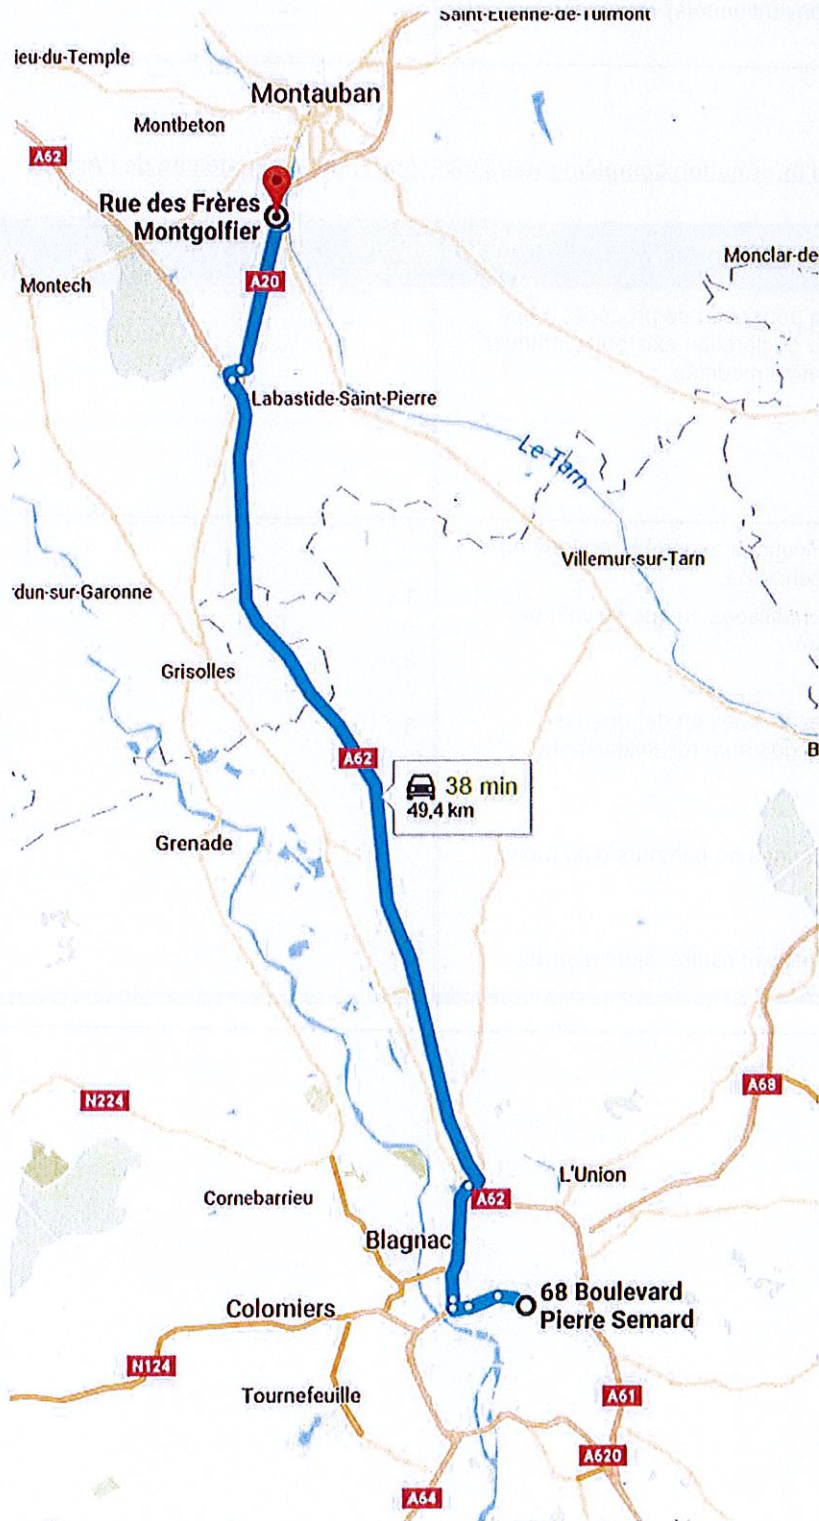 Saint-Etienne-de-Tulmont
ieu-du-Temple
Montauban
Montbeton
A62
Rue des Frères
Montgolfier
Monclar-de
A20
Montech
Labastide-Saint-Pierre
Le Tarn
Villemur-sur-Tarn
dun-sur-Garonne
Grisolles
B
A62
38 min
49,4 km
Grenade
A68
N224
L'Union
Cornebarrieu
A62
Blagnac
68 Boulevard
Pierre Semard
Colomiers
N124
Tournefeuille
A61
A620
A64